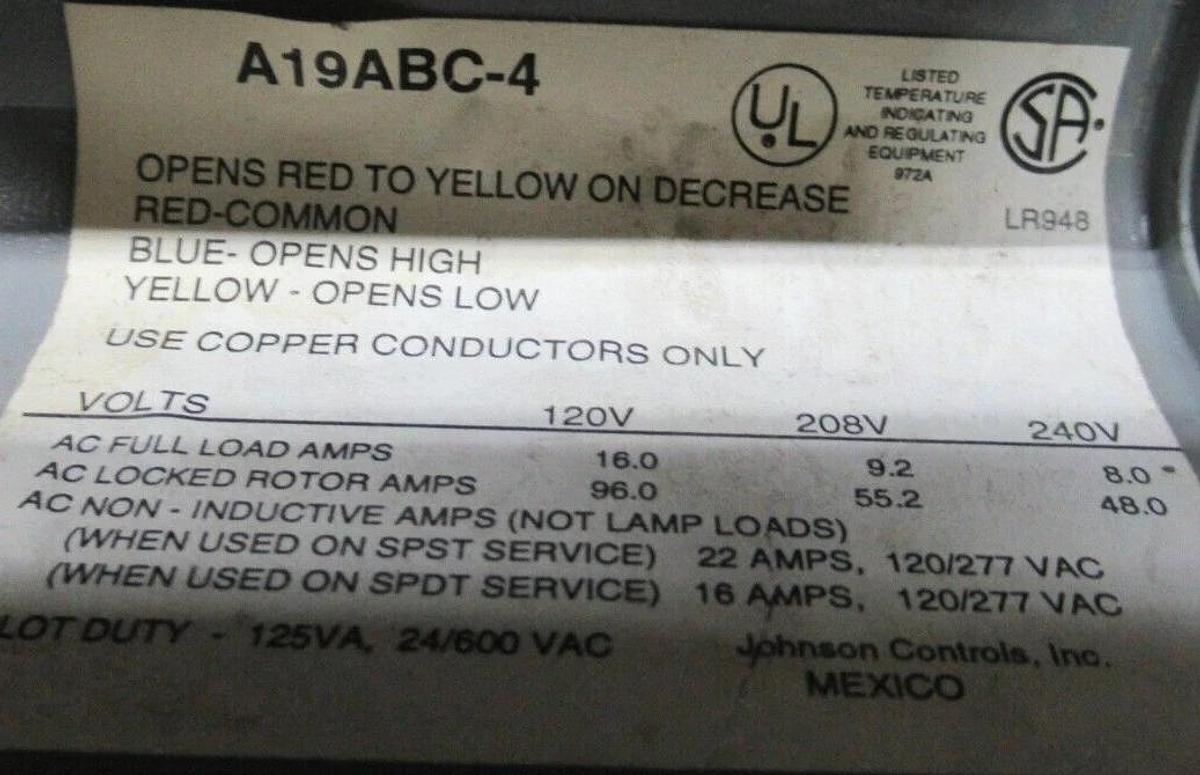 A19ABC-4
UL
LISTED
TEMPERATURE
INDICATING
AND REGULATING
EQUIPMENT
972A
SA
LR948
OPENS RED TO YELLOW ON DECREASE
RED-COMMON
BLUE- OPENS HIGH
YELLOW - OPENS LOW
USE COPPER CONDUCTORS ONLY
VOLTS 120V 208V 240V
AC FULL LOAD AMPS 16.0 9.2 8.0
AC LOCKED ROTOR AMPS 96.0 55.2 48.0
AC NON - INDUCTIVE AMPS (NOT LAMP LOADS)
(WHEN USED ON SPST SERVICE) 22 AMPS, 120/277 VAC
(WHEN USED ON SPDT SERVICE) 16 AMPS, 120/277 VAC
LOT DUTY - 125VA, 24/600 VAC
Johnson Controls, Inc.
MEXICO